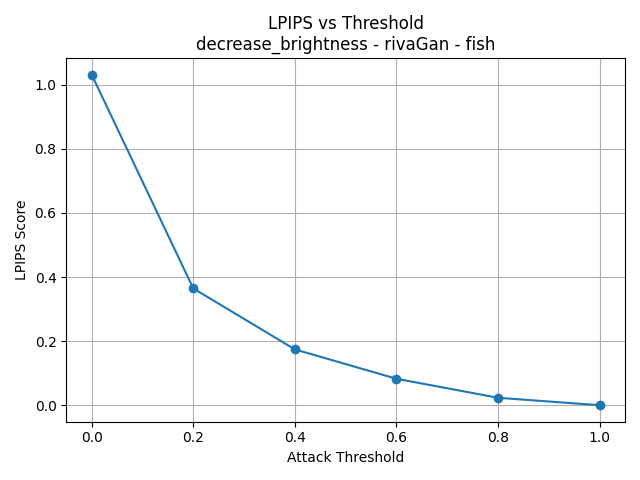 LPIPS vs Threshold
decrease_brightness - rivaGan - fish
1.0
0.8
0.6
0.4
0.2
0.0
LPIPS Score
0.0 0.2 0.4 0.6 0.8 1.0
Attack Threshold